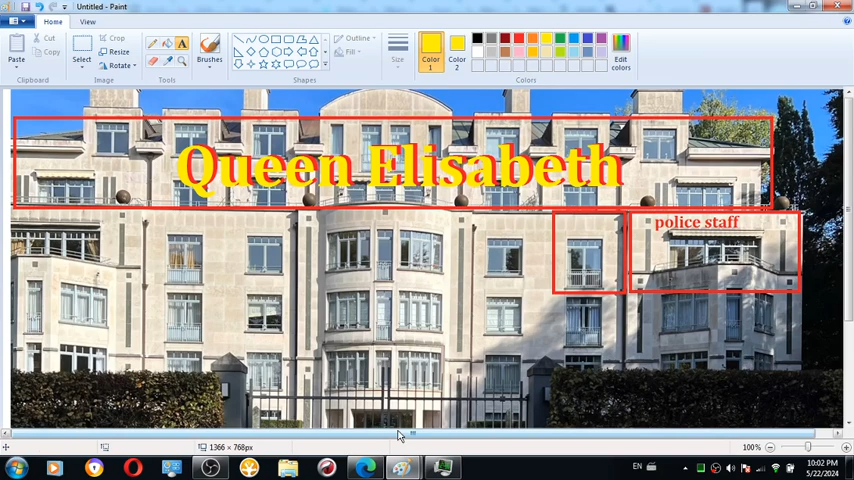 Untitled - Paint
Home
View
Paste
Cut
Copy
Clipboard
Select
Crop
Resize
Rotate
Image
A
Tools
Brushes
Shapes
Outline
Fill
Size
Color 1
Color 2
Colors
Edit colors
Queen Elisabeth
police staff
1366 × 768px
100%
EN
10:02 PM
5/22/2024